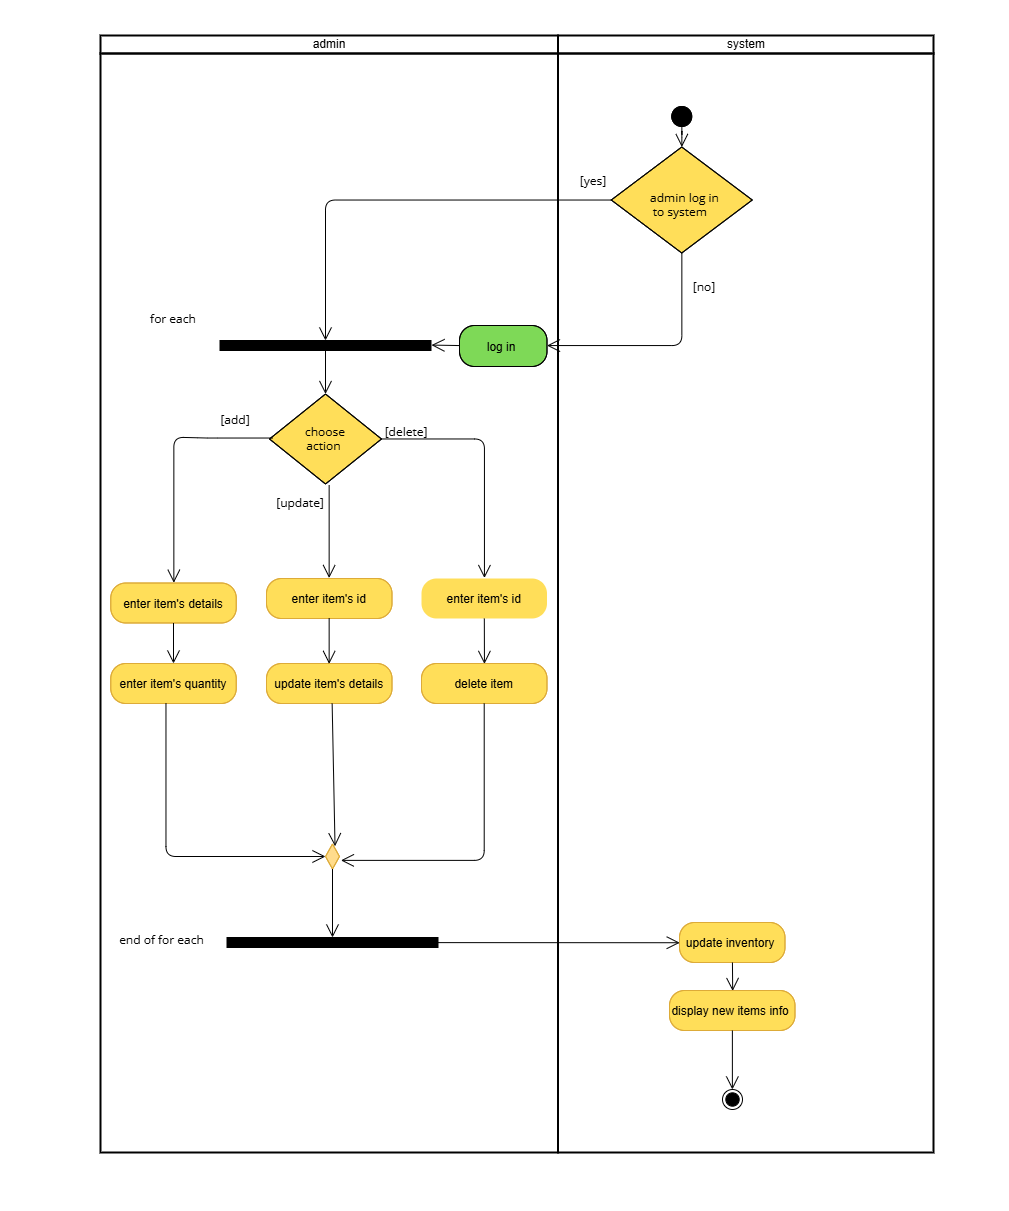 admin
system
admin log in
to system
[yes]
[no]
for each
log in
choose
action
[add]
[delete]
[update]
enter item's details
enter item's id
enter item's id
enter item's quantity
update item's details
delete item
end of for each
update inventory
display new items info